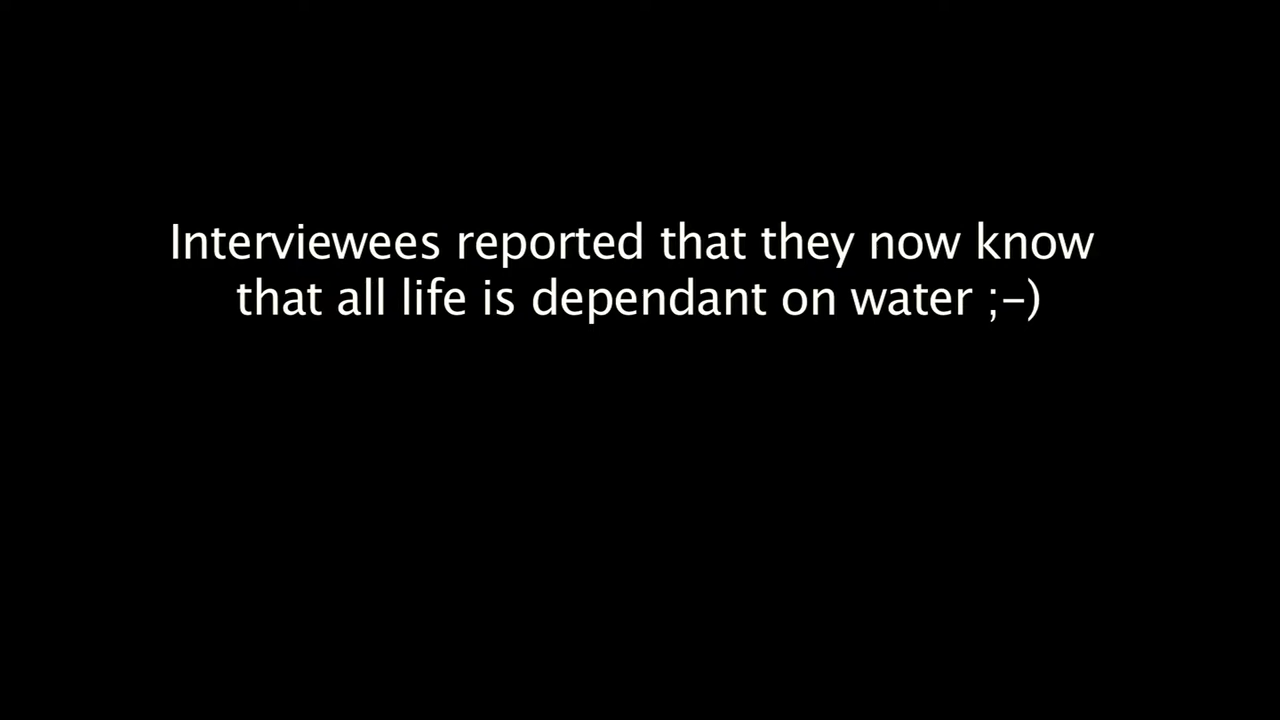 Interviewees reported that they now know
that all life is dependant on water ;-)